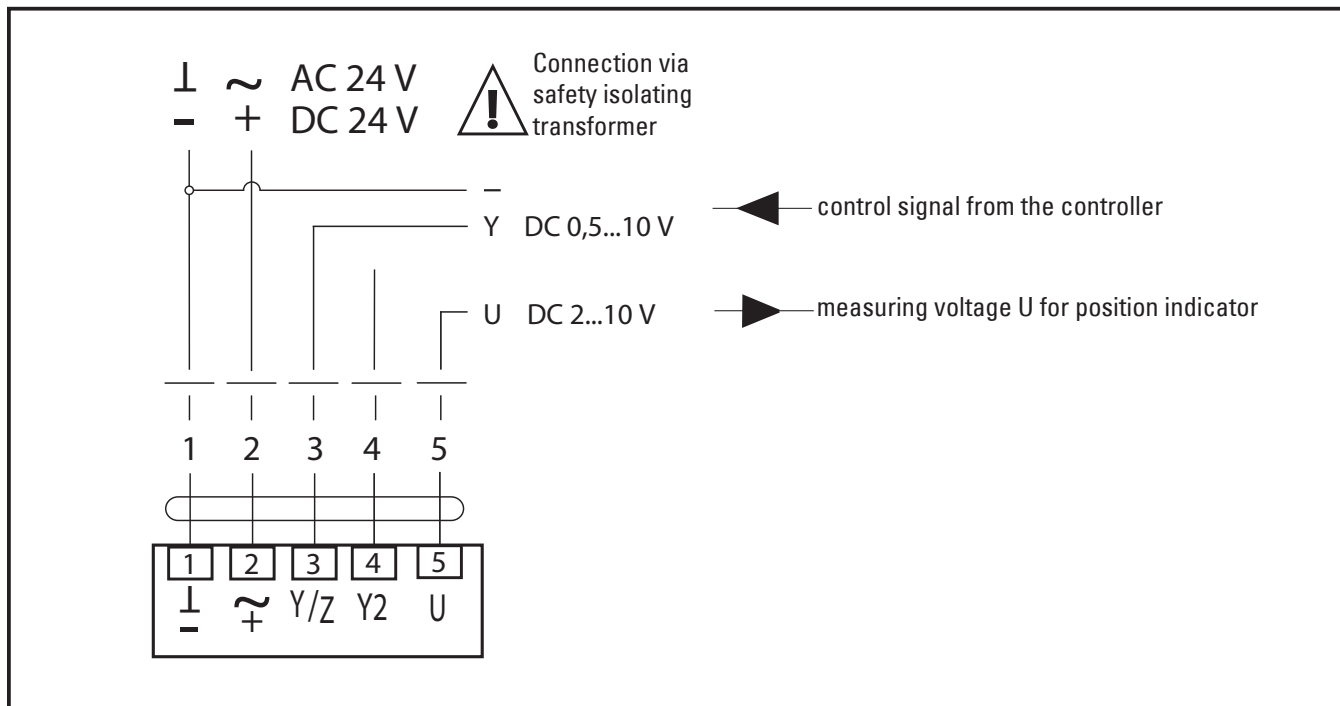 ⊥ ~ AC 24 V
– + DC 24 V
Connection via
safety isolating
transformer
–
Y DC 0,5...10 V
control signal from the controller
U DC 2...10 V
measuring voltage U for position indicator
1 2 3 4 5
1 2 3 4 5
⊥ ~ Y/Z Y2 U
– +